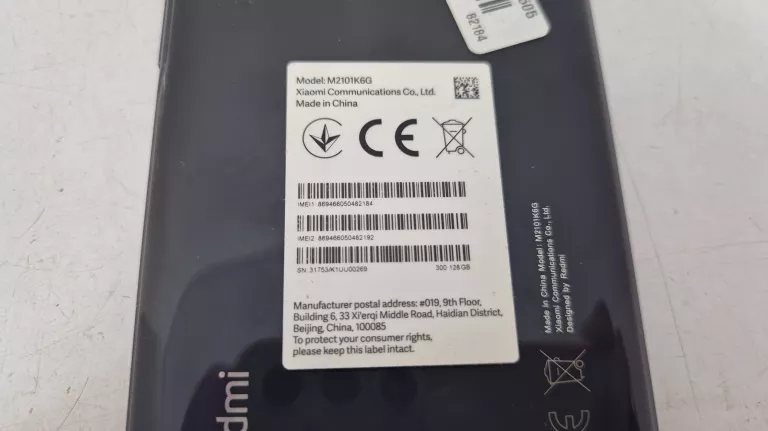 505
82184
Model: M2101K6G
Xiaomi Communications Co., Ltd.
Made in China
CE
IMEI1: 869466050482184
IMEI2: 869466050482192
SN: 31753/K1UU00269 300 128 GB
Manufacturer postal address: #019, 9th Floor,
Building 6, 33 Xi'erqi Middle Road, Haidian District,
Beijing, China, 100085
To protect your consumer rights,
please keep this label intact.
Made in China Model: M2101K6G
Xiaomi Communications Co., Ltd.
Designed by Redmi
CE
dmi